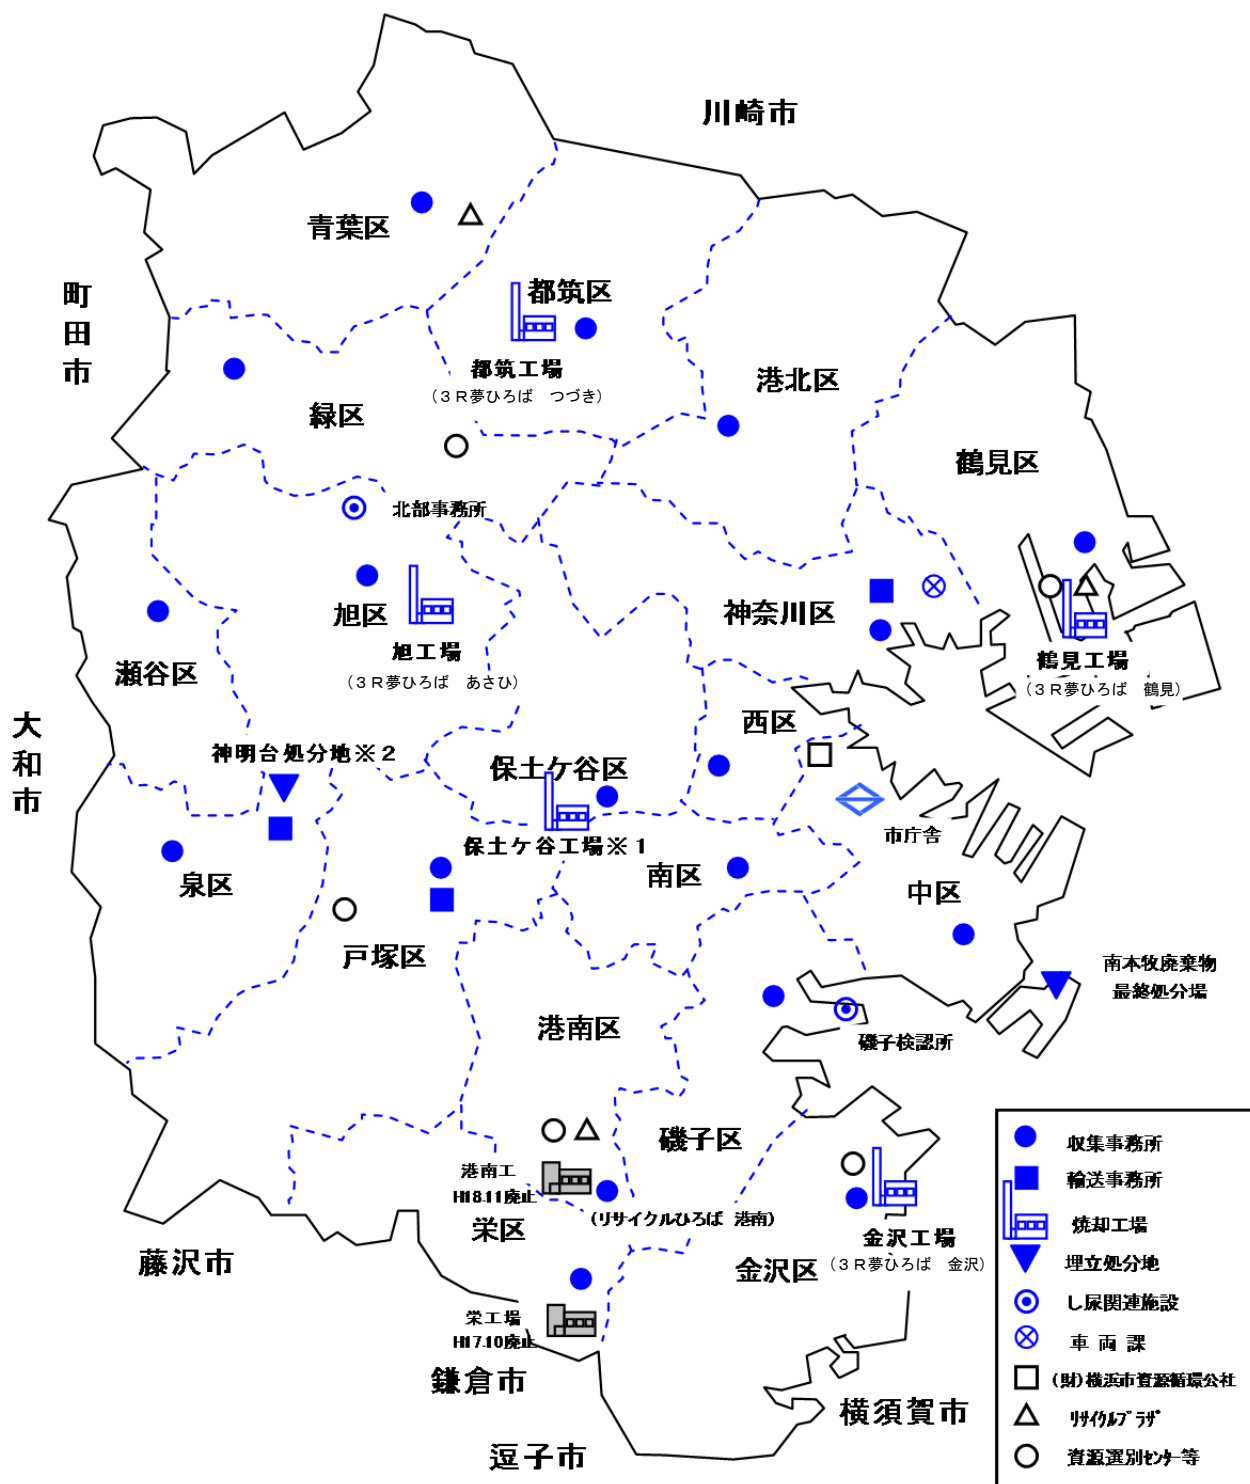 川崎市
青葉区
町田市
都筑区
都筑工場
(3R夢ひろば つづき)
港北区
緑区
鶴見区
北部事務所
神奈川区
旭区
旭工場
(3R夢ひろば あさひ)
鶴見工場
(3R夢ひろば 鶴見)
瀬谷区
西区
大和市
神明台処分地※2
保土ケ谷区
市庁舎
保土ケ谷工場※1
南区
泉区
中区
戸塚区
南本牧廃棄物
最終処分場
港南区
磯子検認所
磯子区
港南工
H18.11廃止
(リサイクルひろば 港南)
栄区
金沢工場
(3R夢ひろば 金沢)
金沢区
藤沢市
栄工場
H17.10廃止
鎌倉市
横須賀市
逗子市
収集事務所
輸送事務所
焼却工場
埋立処分地
し尿関連施設
車両課
(財)横浜市資源循環公社
リサイクルプラザ
資源選別センター等